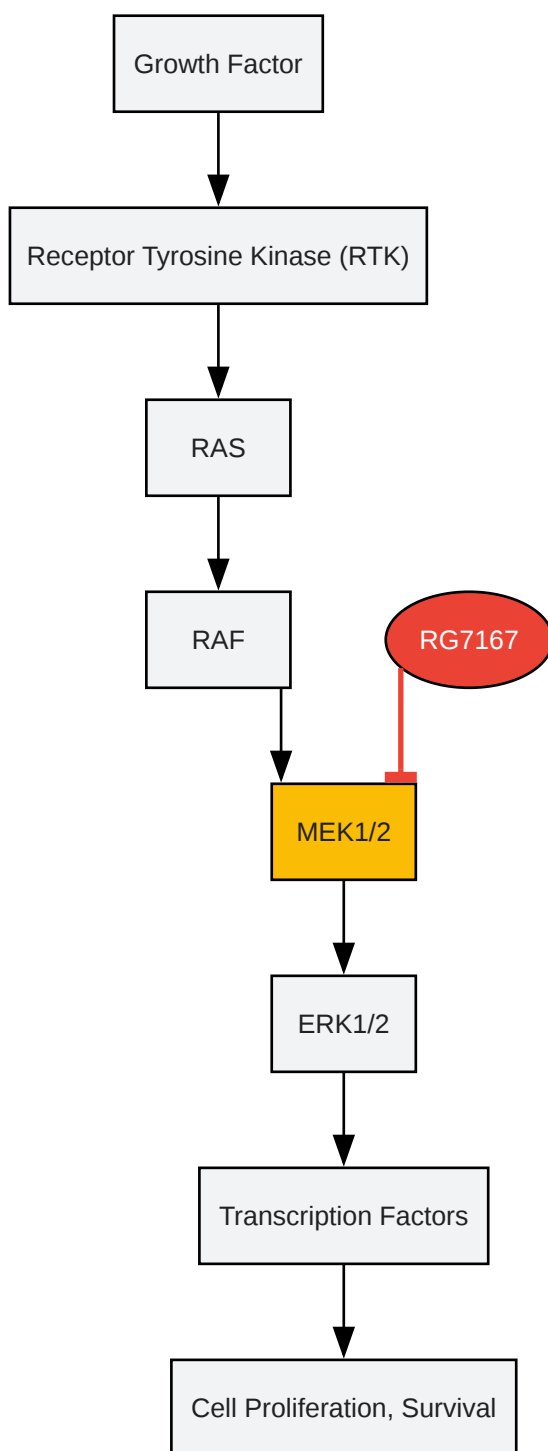 Growth Factor
Receptor Tyrosine Kinase (RTK)
RAS
RAF
RG7167
MEK1/2
ERK1/2
Transcription Factors
Cell Proliferation, Survival